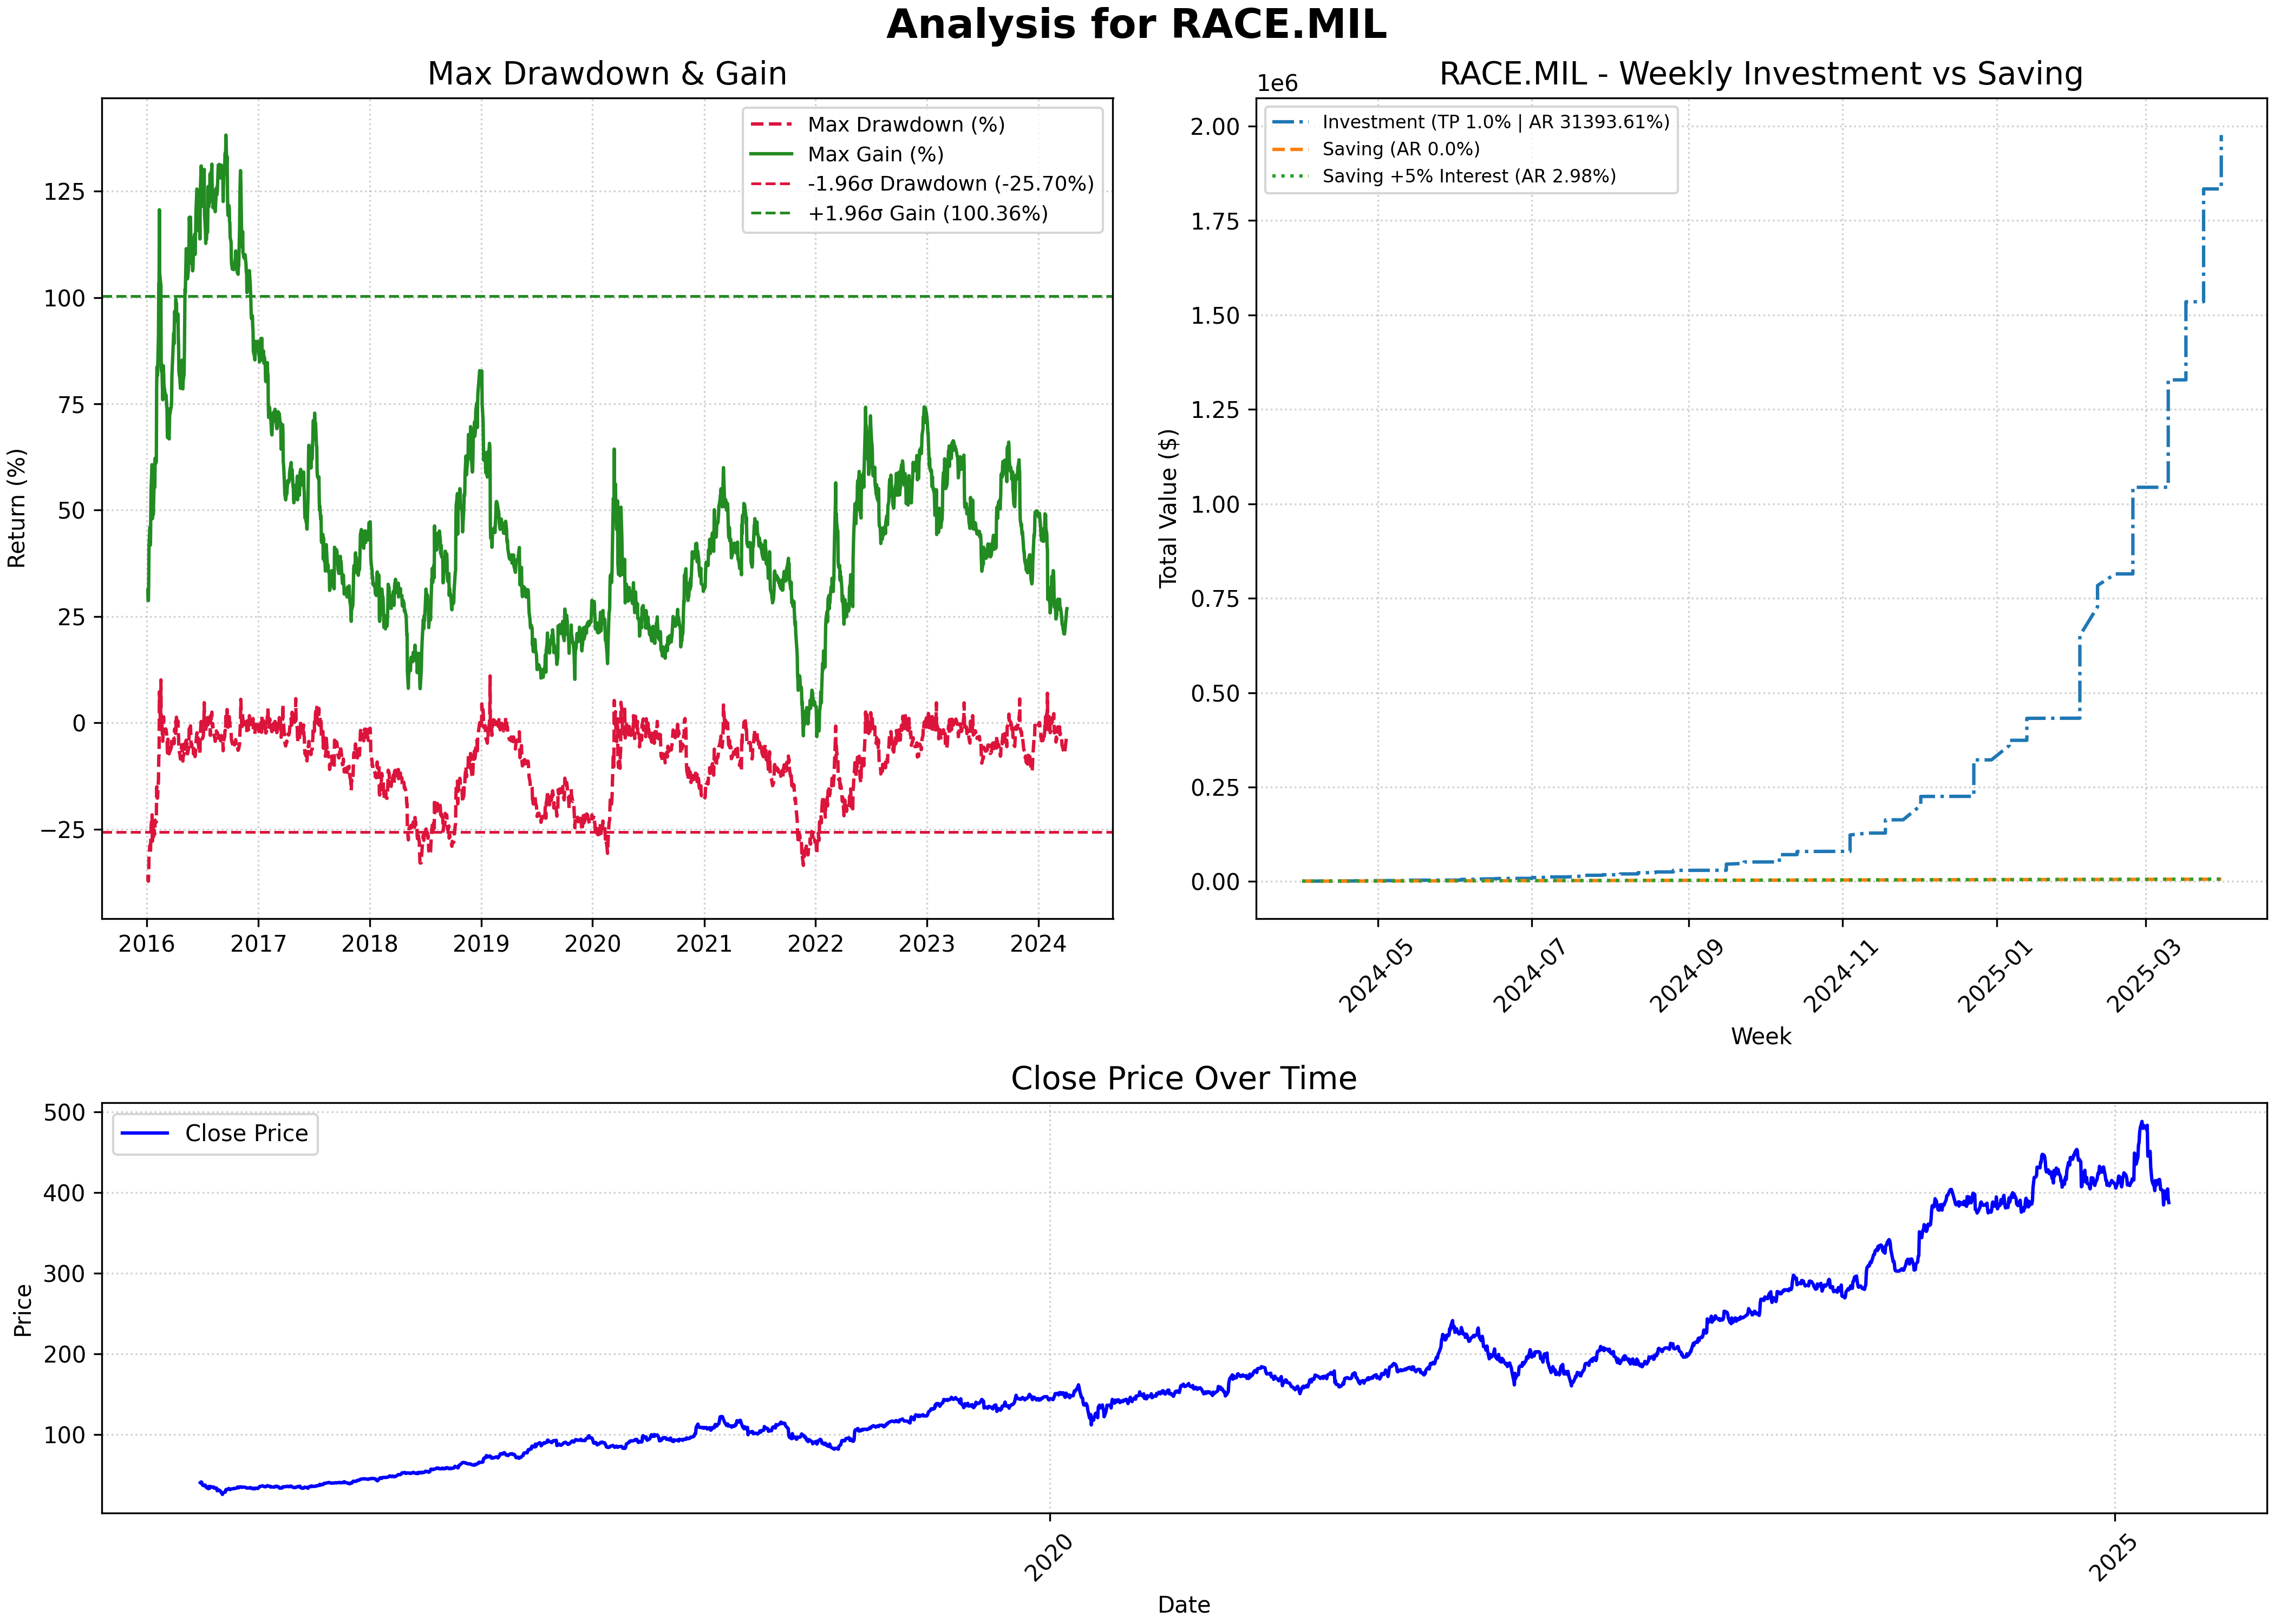 Analysis for RACE.MIL
Max Drawdown & Gain
Return (%)
125
100
75
50
25
0
−25
2016
2017
2018
2019
2020
2021
2022
2023
2024
Max Drawdown (%)
Max Gain (%)
-1.96σ Drawdown (-25.70%)
+1.96σ Gain (100.36%)
RACE.MIL - Weekly Investment vs Saving
1e6
Total Value ($)
2.00
1.75
1.50
1.25
1.00
0.75
0.50
0.25
0.00
Investment (TP 1.0% | AR 31393.61%)
Saving (AR 0.0%)
Saving +5% Interest (AR 2.98%)
2024-05
2024-07
2024-09
2024-11
2025-01
2025-03
Week
Close Price Over Time
Price
500
400
300
200
100
Close Price
2020
2025
Date